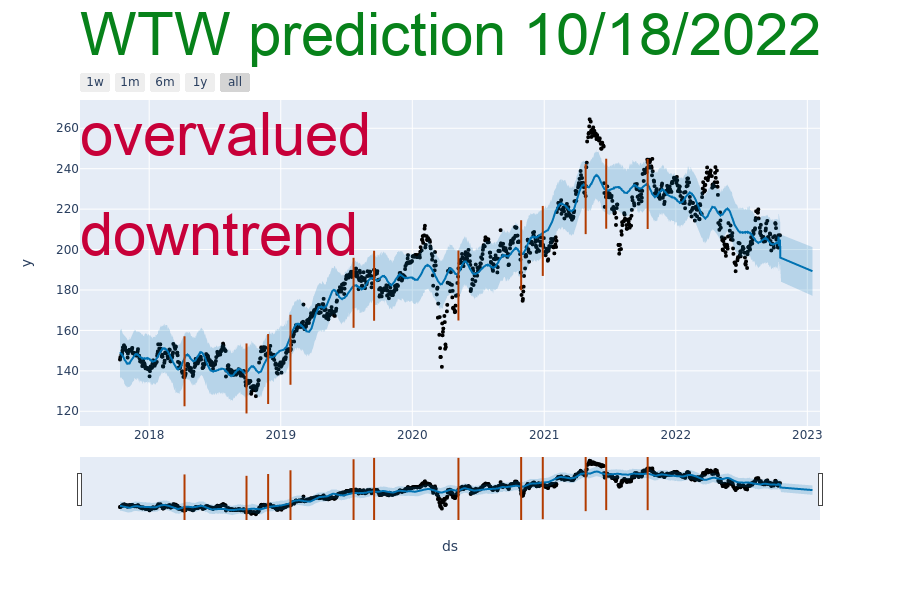 WTW prediction 10/18/2022
1w 1m 6m 1y all
260
overvalued
240
220
downtrend
200
y
180
160
140
120
2018 2019 2020 2021 2022 2023
ds